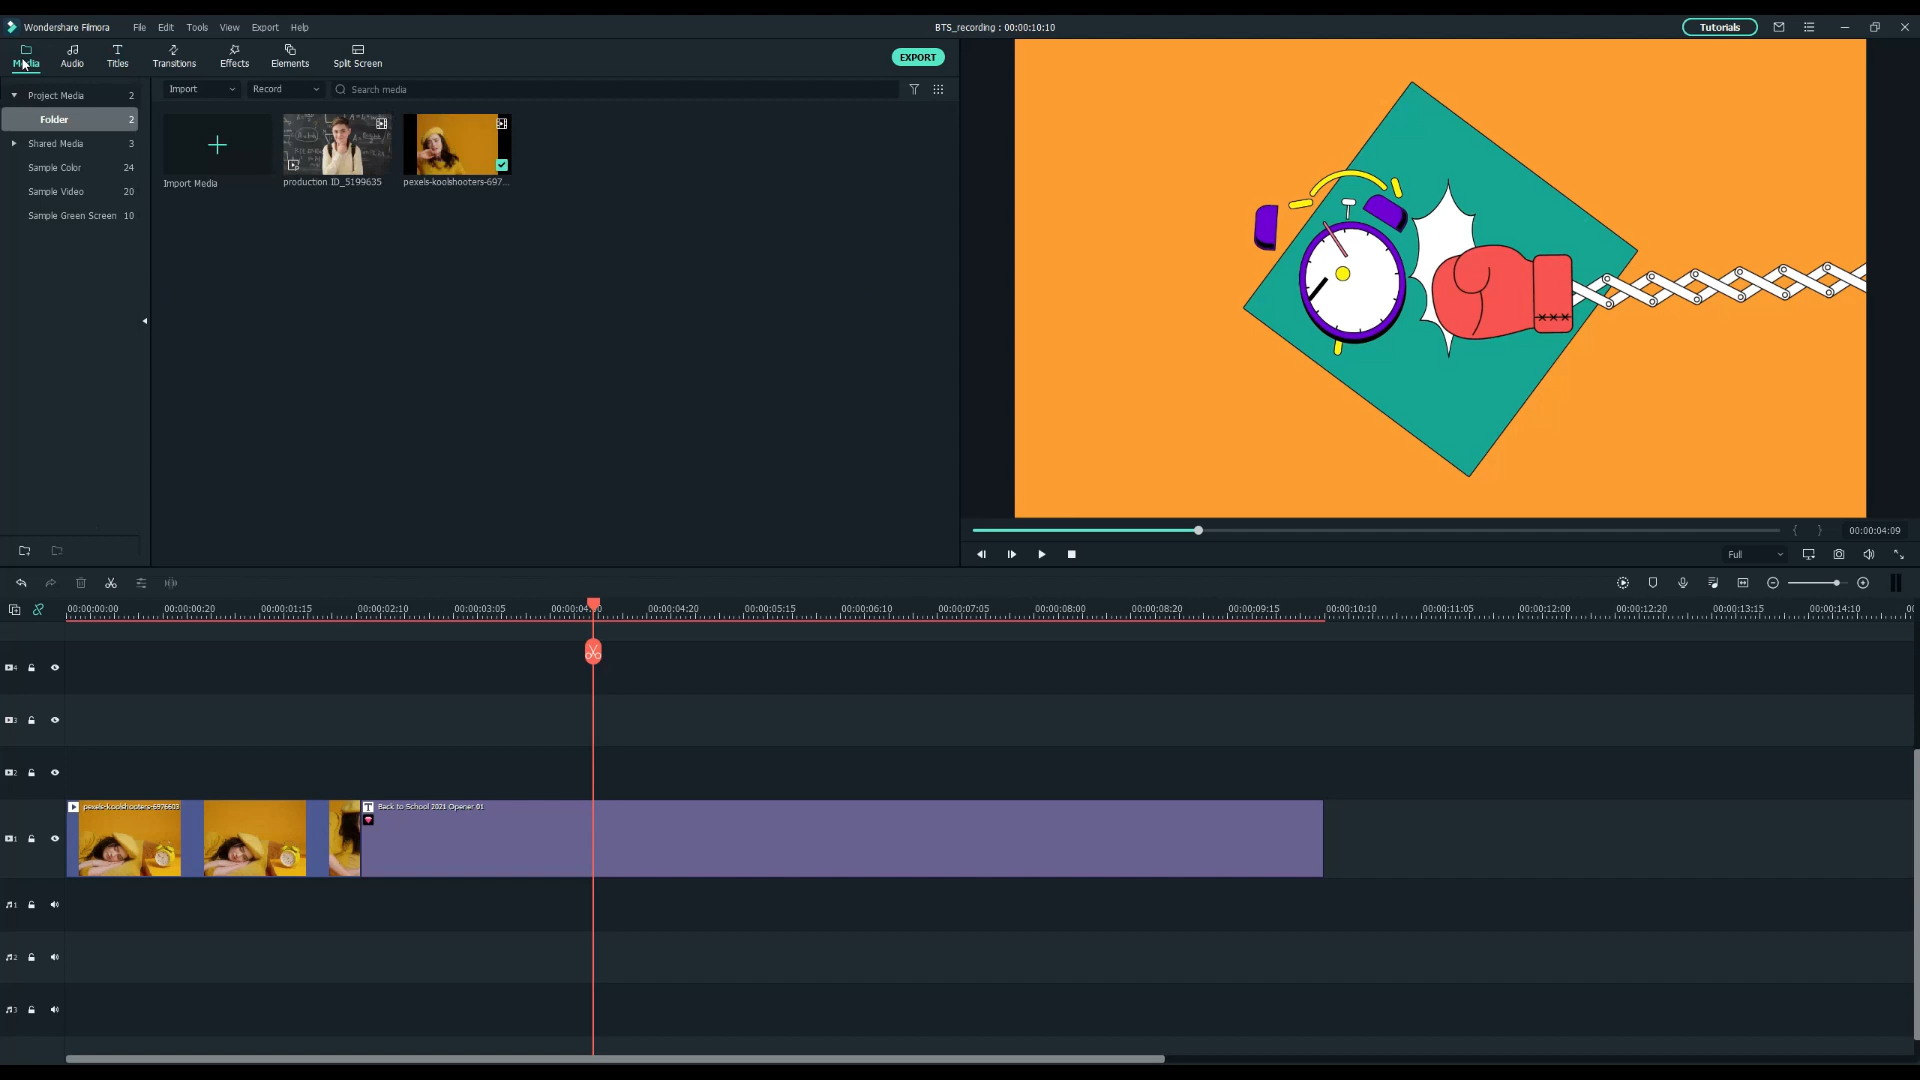 Wondershare Filmora File Edit Tools View Export Help BTS_recording : 00:00:10:10 Tutorials
Media Audio Titles Transitions Effects Elements Split Screen EXPORT
Project Media 2
Folder 2
Shared Media 3
Sample Color 24
Sample Video 20
Sample Green Screen 10
Import Record Search media
Import Media production ID_5199635 pexels-koolshooters-697...
00:00:04:09
Full
00:00:00:00 00:00:00:20 00:00:01:15 00:00:02:10 00:00:03:05 00:00:04:20 00:00:05:15 00:00:06:10 00:00:07:05 00:00:08:00 00:00:08:20 00:00:09:15 00:00:10:10 00:00:11:05 00:00:12:00 00:00:12:20 00:00:13:15 00:00:14:10
4
3
2
pexels-koolshooters-6976603 T Back to School 2021 Opener 01
1
1
2
3